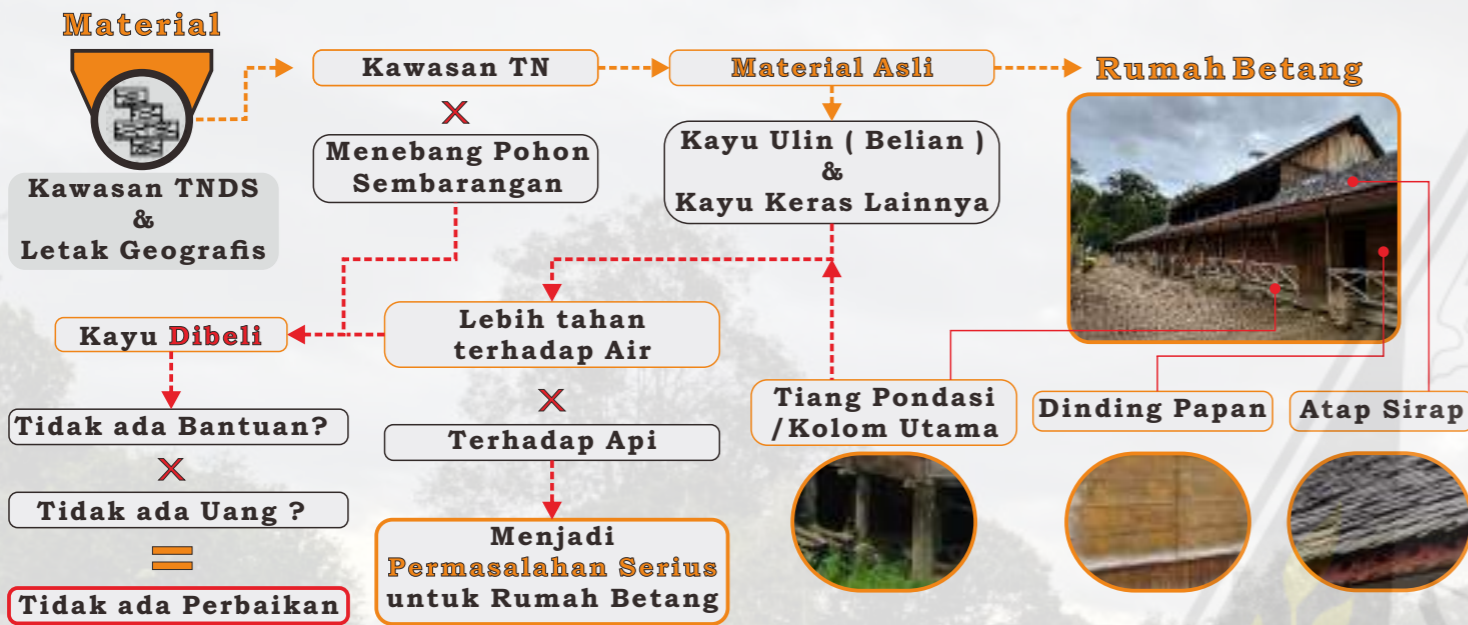 Material
Kawasan TNDS
&
Letak Geografis
Kawasan TN
X
Menebang Pohon
Sembarangan
Material Asli
Kayu Ulin ( Belian )
&
Kayu Keras Lainnya
Rumah Betang
Kayu Dibeli
Lebih tahan
terhadap Air
X
Terhadap Api
Menjadi
Permasalahan Serius
untuk Rumah Betang
Tidak ada Bantuan?
X
Tidak ada Uang ?
=
Tidak ada Perbaikan
Tiang Pondasi
/Kolom Utama
Dinding Papan
Atap Sirap